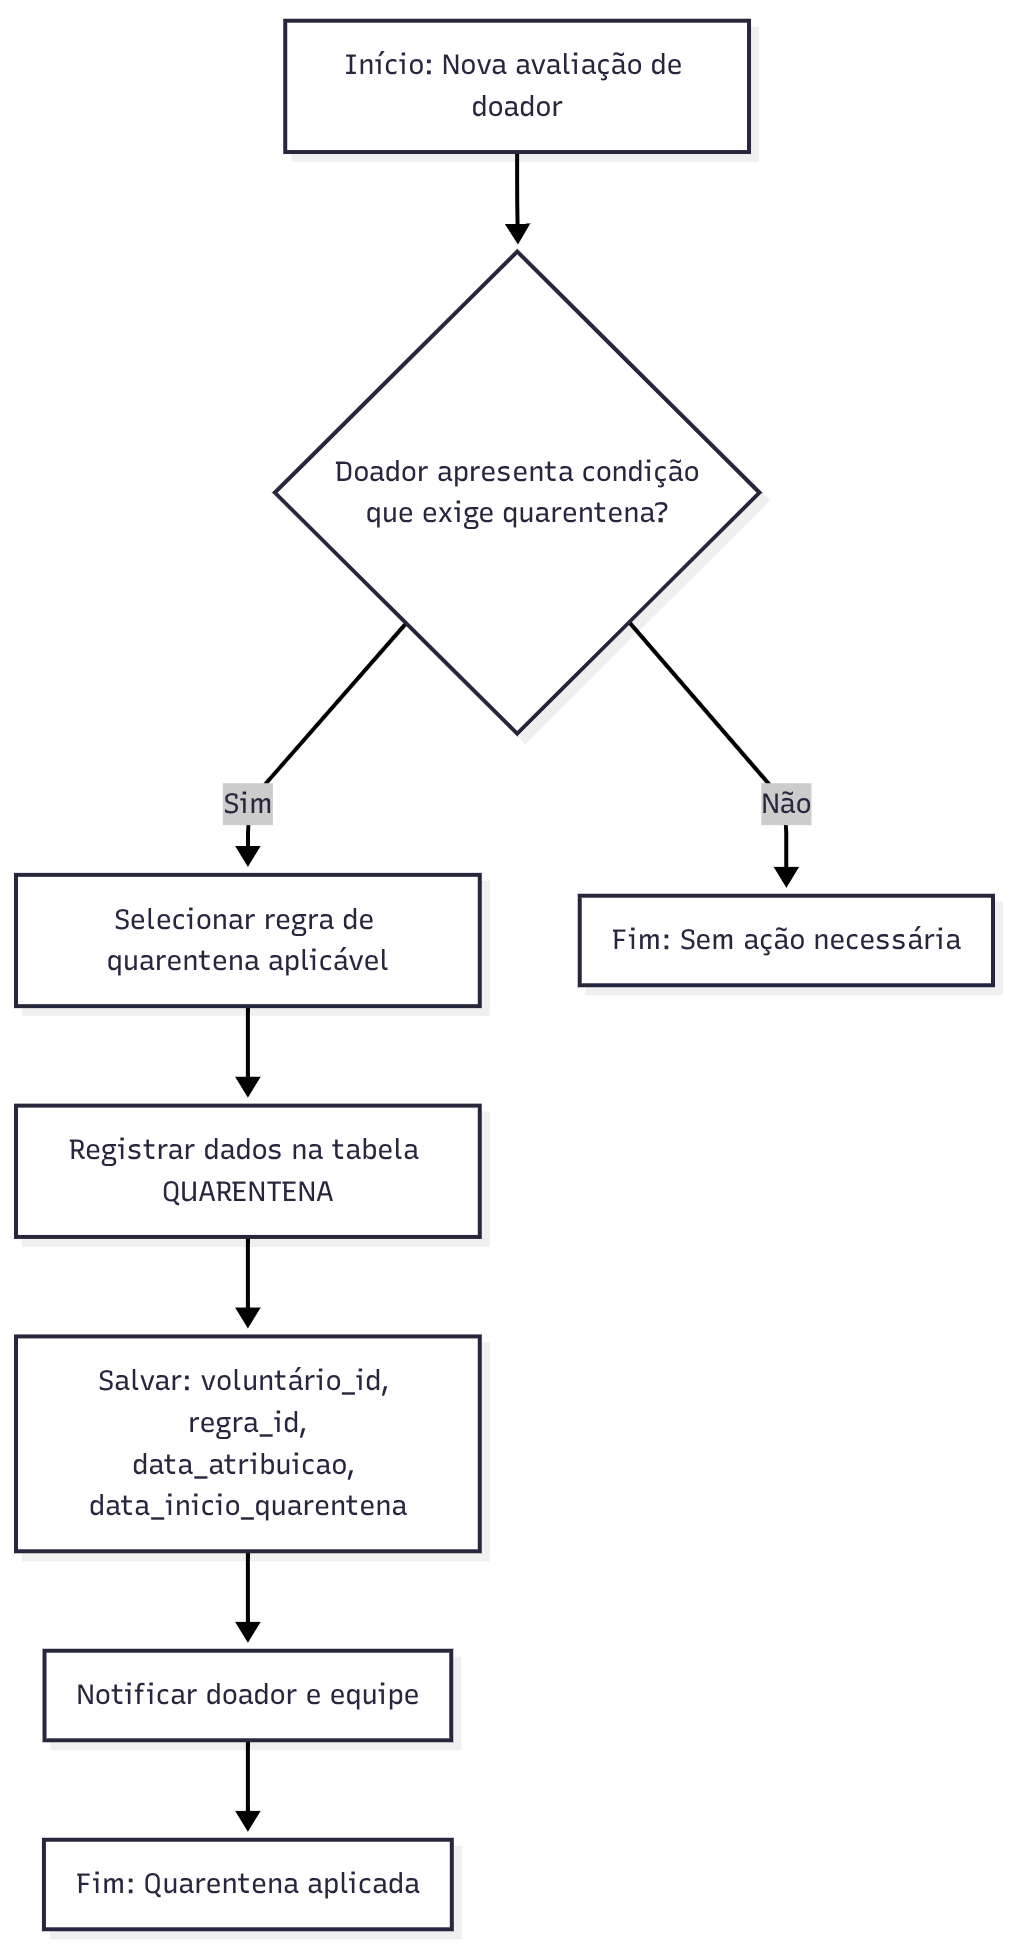 Início: Nova avaliação de
doador
Doador apresenta condição
que exige quarentena?
Sim
Não
Selecionar regra de
quarentena aplicável
Fim: Sem ação necessária
Registrar dados na tabela
QUARENTENA
Salvar: voluntário_id,
regra_id,
data_atribuicao,
data_inicio_quarentena
Notificar doador e equipe
Fim: Quarentena aplicada